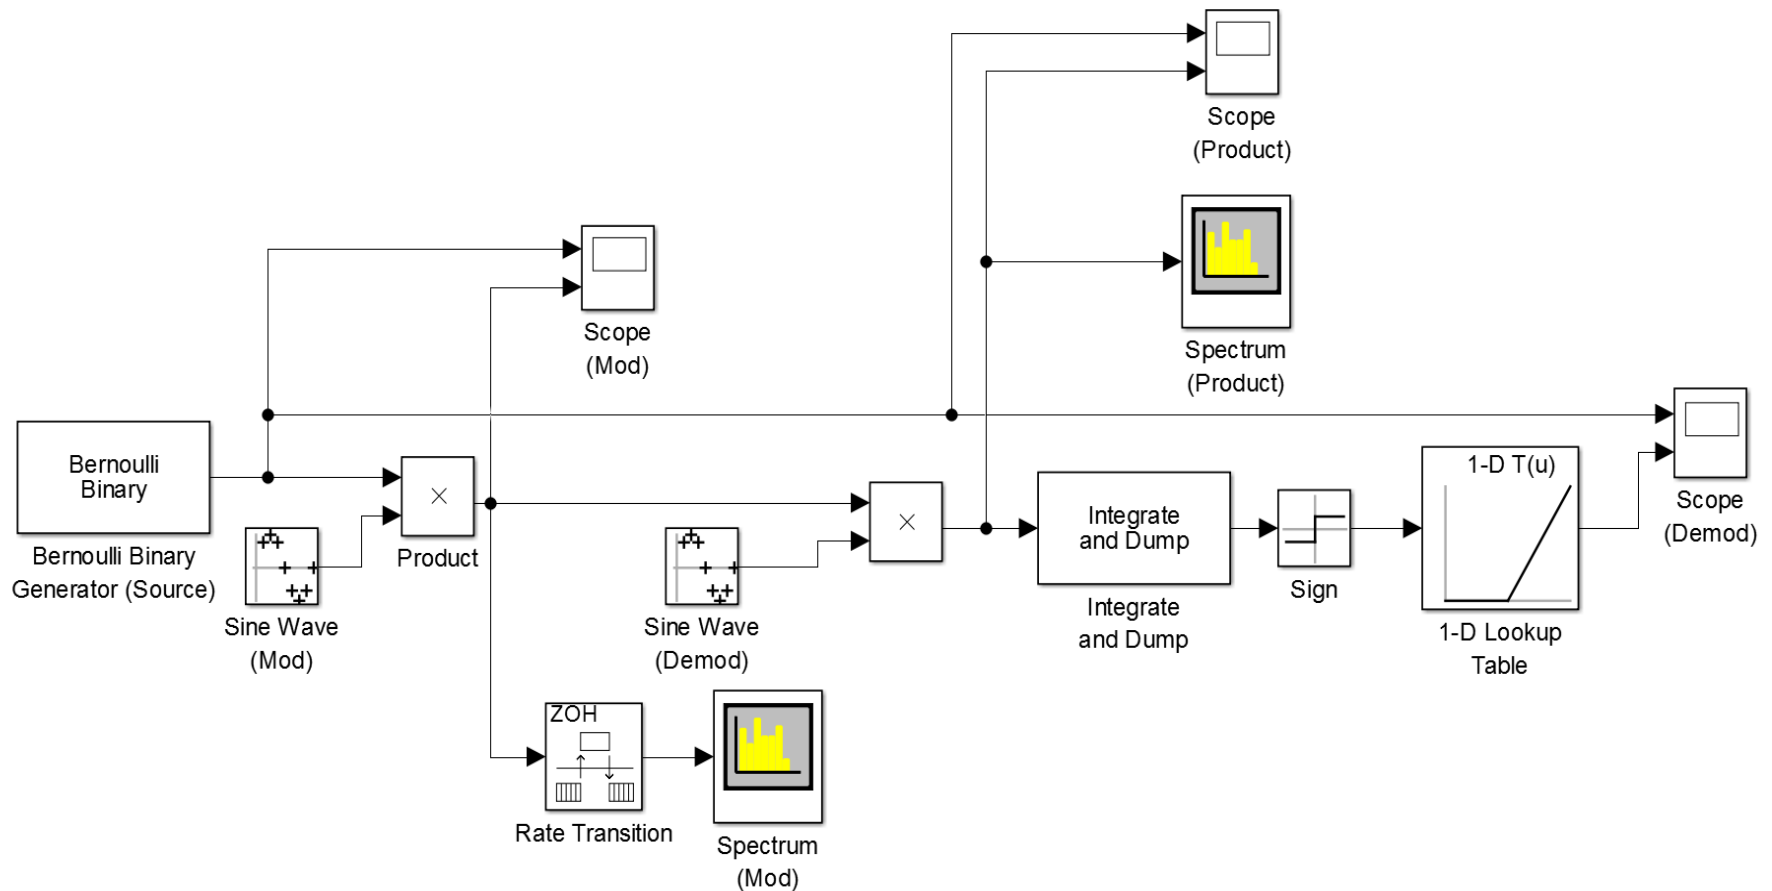 Scope
(Product)
Spectrum
(Product)
Scope
(Mod)
Bernoulli
Binary
Bernoulli Binary
Generator (Source)
Sine Wave
(Mod)
Product
Sine Wave
(Demod)
Integrate
and Dump
Integrate
and Dump
Sign
1-D T(u)
1-D Lookup
Table
Scope
(Demod)
ZOH
Rate Transition
Spectrum
(Mod)